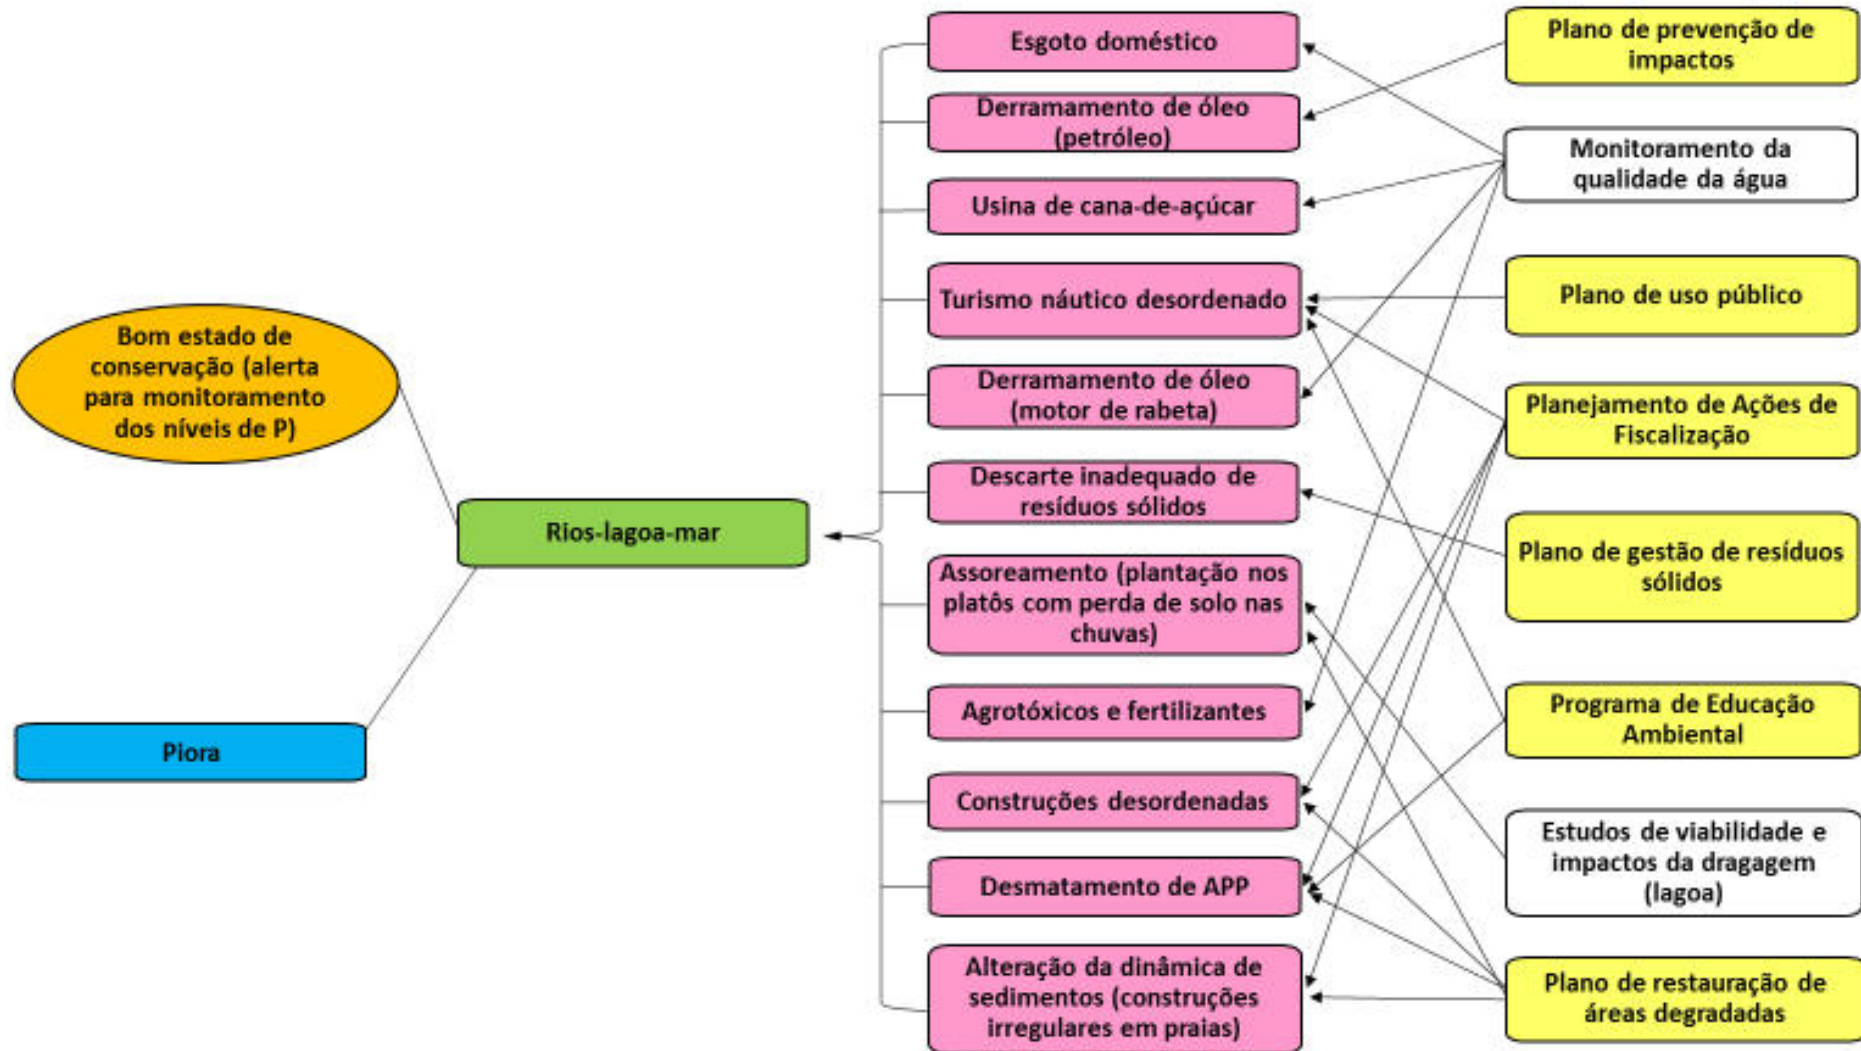 Bom estado de
conservação (alerta
para monitoramento
dos níveis de P)
Piora
Rios-lagoa-mar
Esgoto doméstico
Derramamento de óleo
(petróleo)
Usina de cana-de-açúcar
Turismo náutico desordenado
Derramamento de óleo
(motor de rabeta)
Descarte inadequado de
resíduos sólidos
Assoreamento (plantação nos
platôs com perda de solo nas
chuvas)
Agrotóxicos e fertilizantes
Construções desordenadas
Desmatamento de APP
Alteração da dinâmica de
sedimentos (construções
irregulares em praias)
Plano de prevenção de
impactos
Monitoramento da
qualidade da água
Plano de uso público
Planejamento de Ações de
Fiscalização
Plano de gestão de resíduos
sólidos
Programa de Educação
Ambiental
Estudos de viabilidade e
impactos da dragagem
(lagoa)
Plano de restauração de
áreas degradadas